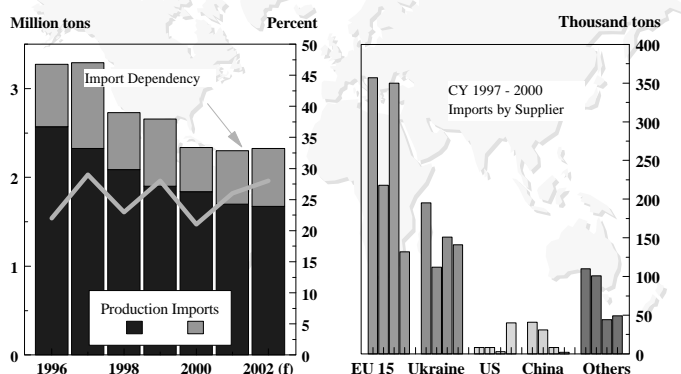 Million tons Percent
50
45
3
40
Import Dependency
35
30
2
25
20
15
1
10
Production Imports
5
0 0
1996 1998 2000 2002 (f)
Thousand tons
400
CY 1997 - 2000
Imports by Supplier
350
300
250
200
150
100
50
0
EU 15 Ukraine US China Others